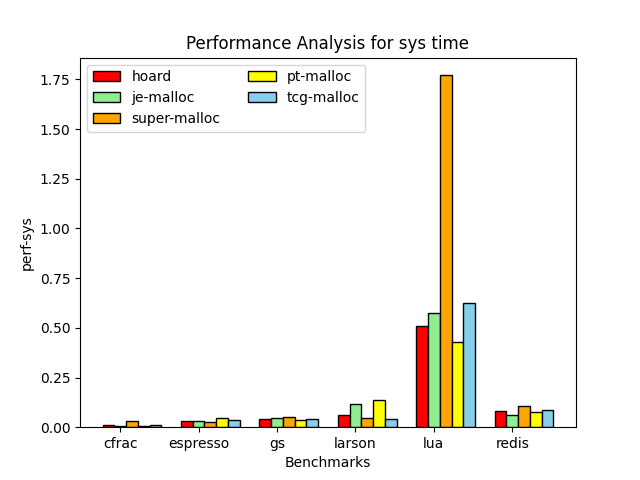 Performance Analysis for sys time
hoard
je-malloc
super-malloc
pt-malloc
tcg-malloc
perf-sys
1.75
1.50
1.25
1.00
0.75
0.50
0.25
0.00
cfrac espresso gs larson lua redis
Benchmarks